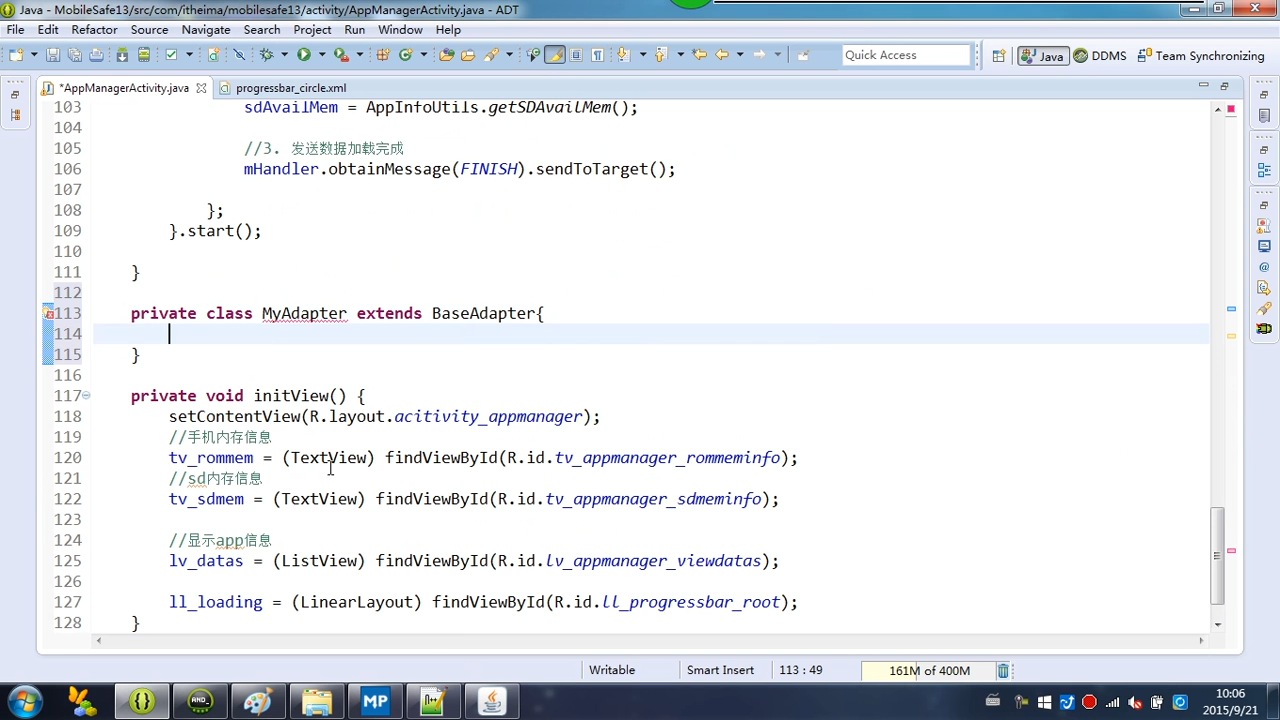 Java - MobileSafe13/src/com/itheima/mobilesafe13/activity/AppManagerActivity.java - ADT
File Edit Refactoring Source Navigate Search Project Run Window Help
Quick Access Java DDMS Team Synchronizing
*AppManagerActivity.java progressbar_circle.xml
103 sdAvailMem = AppInfoUtils.getSDAvailMem();
104
105 //3. 发送数据加载完成
106 mHandler.obtainMessage(FINISH).sendToTarget();
107
108 };
109 }.start();
110
111 }
112
113 private class MyAdapter extends BaseAdapter{
114
115 }
116
117 private void initView() {
118 setContentView(R.layout.acitivity_appmanager);
119 //手机内存信息
120 tv_rommem = (TextView) findViewById(R.id.tv_appmanager_rommeminfo);
121 //sd内存信息
122 tv_sdmem = (TextView) findViewById(R.id.tv_appmanager_sdmeminfo);
123
124 //显示app信息
125 lv_datas = (ListView) findViewById(R.id.lv_appmanager_viewdatas);
126
127 ll_loading = (LinearLayout) findViewById(R.id.ll_progressbar_root);
128 }
Writable Smart Insert 113 : 49 161M of 400M
10:06
2015/9/21